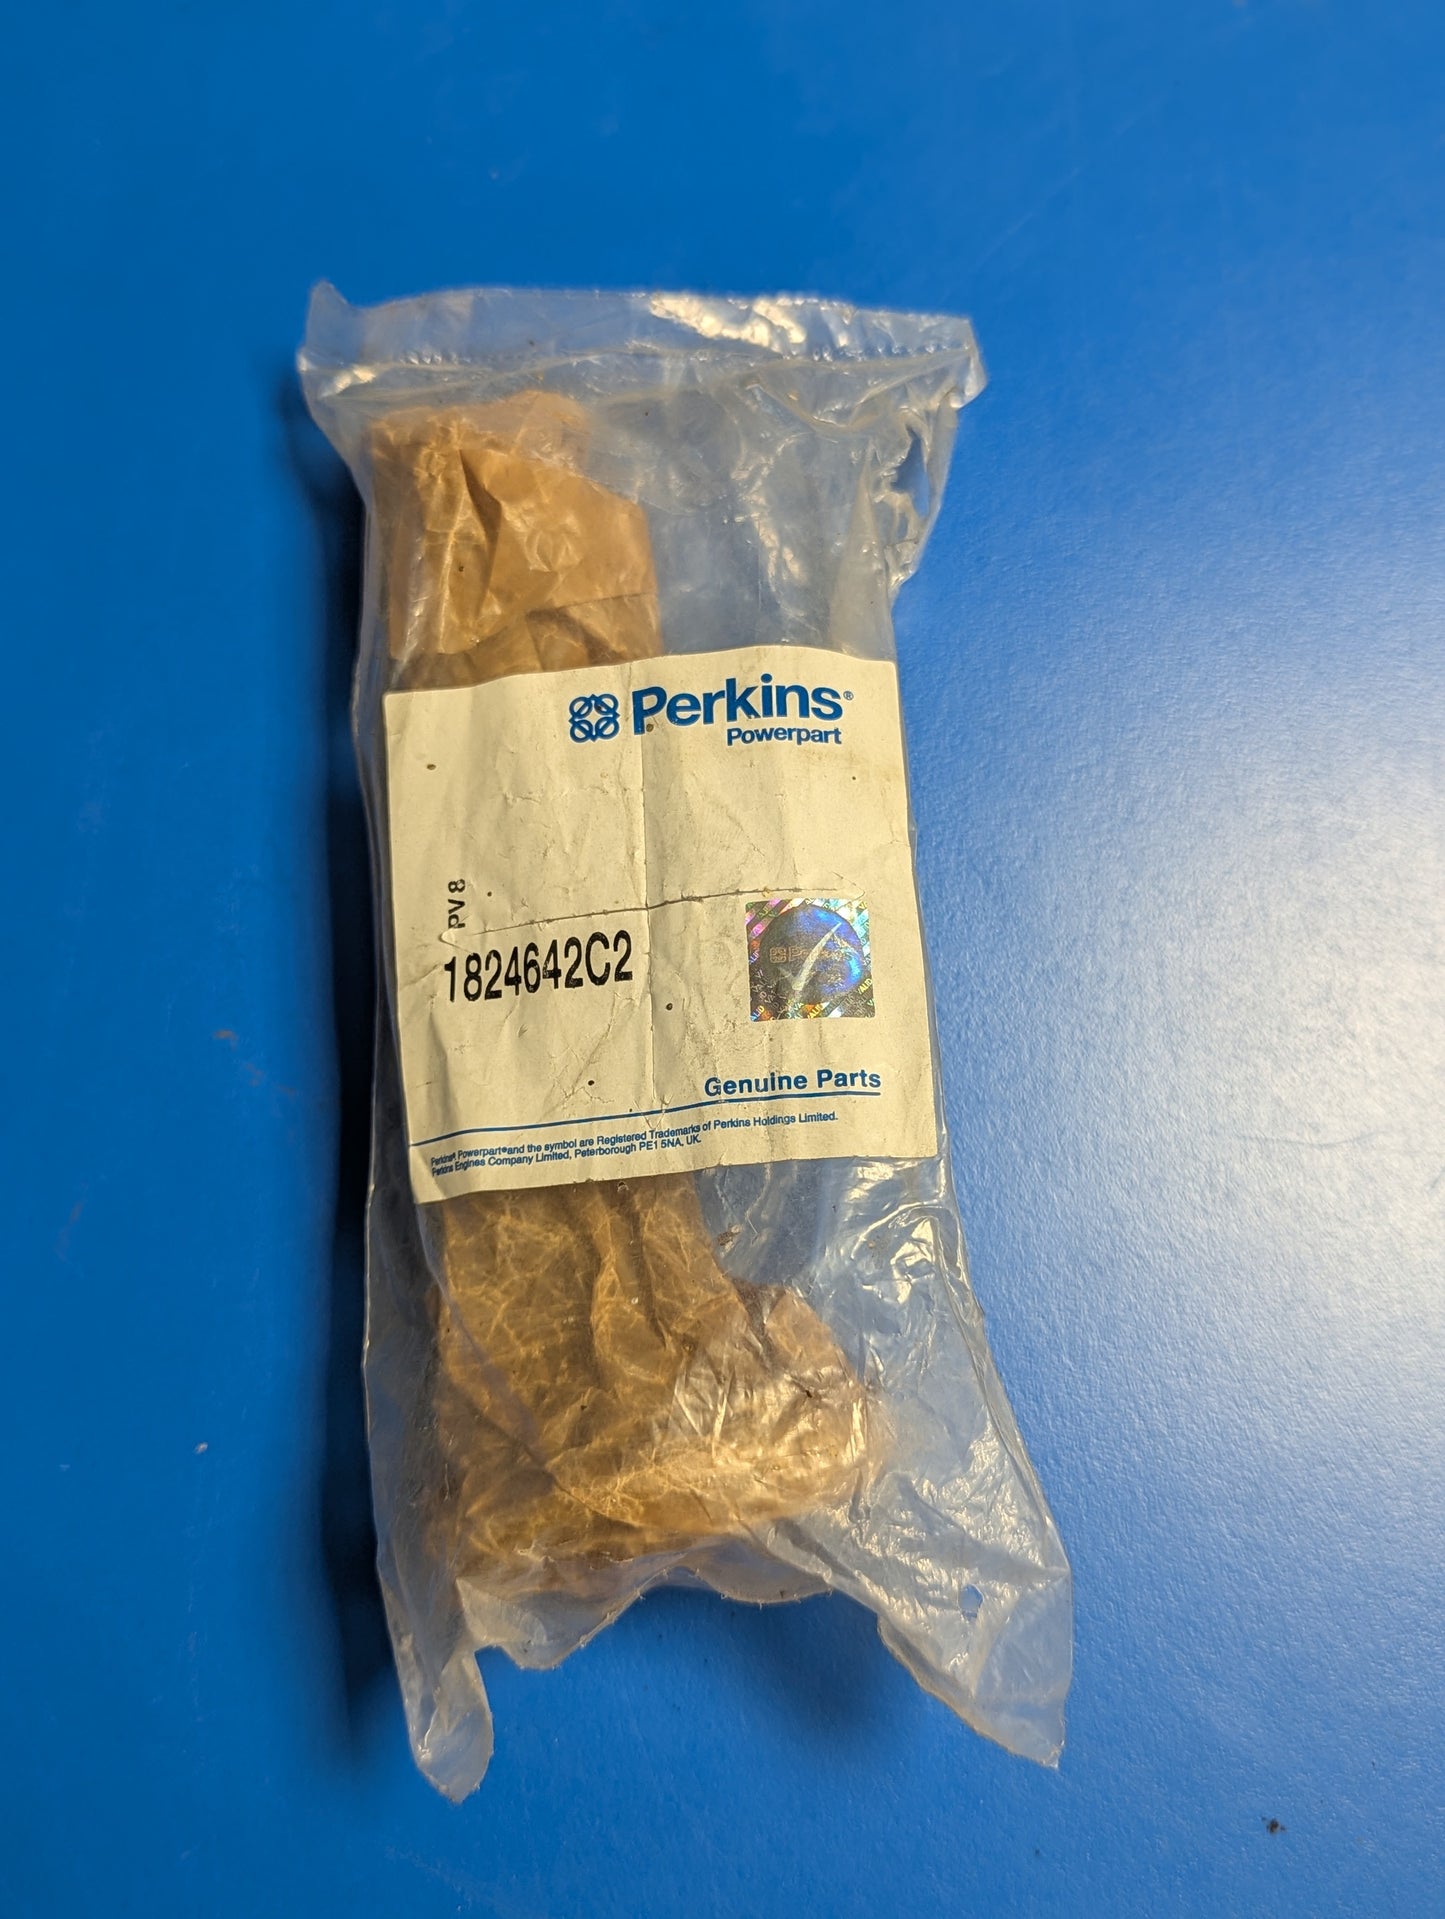 Perkins®
Powerpart
PV 8
1824642C2
Perkins
Genuine Parts
Perkins® Powerpart® and the symbol are Registered Trademarks of Perkins Holdings Limited.
Perkins Engines Company Limited, Peterborough PE1 5NA, UK.